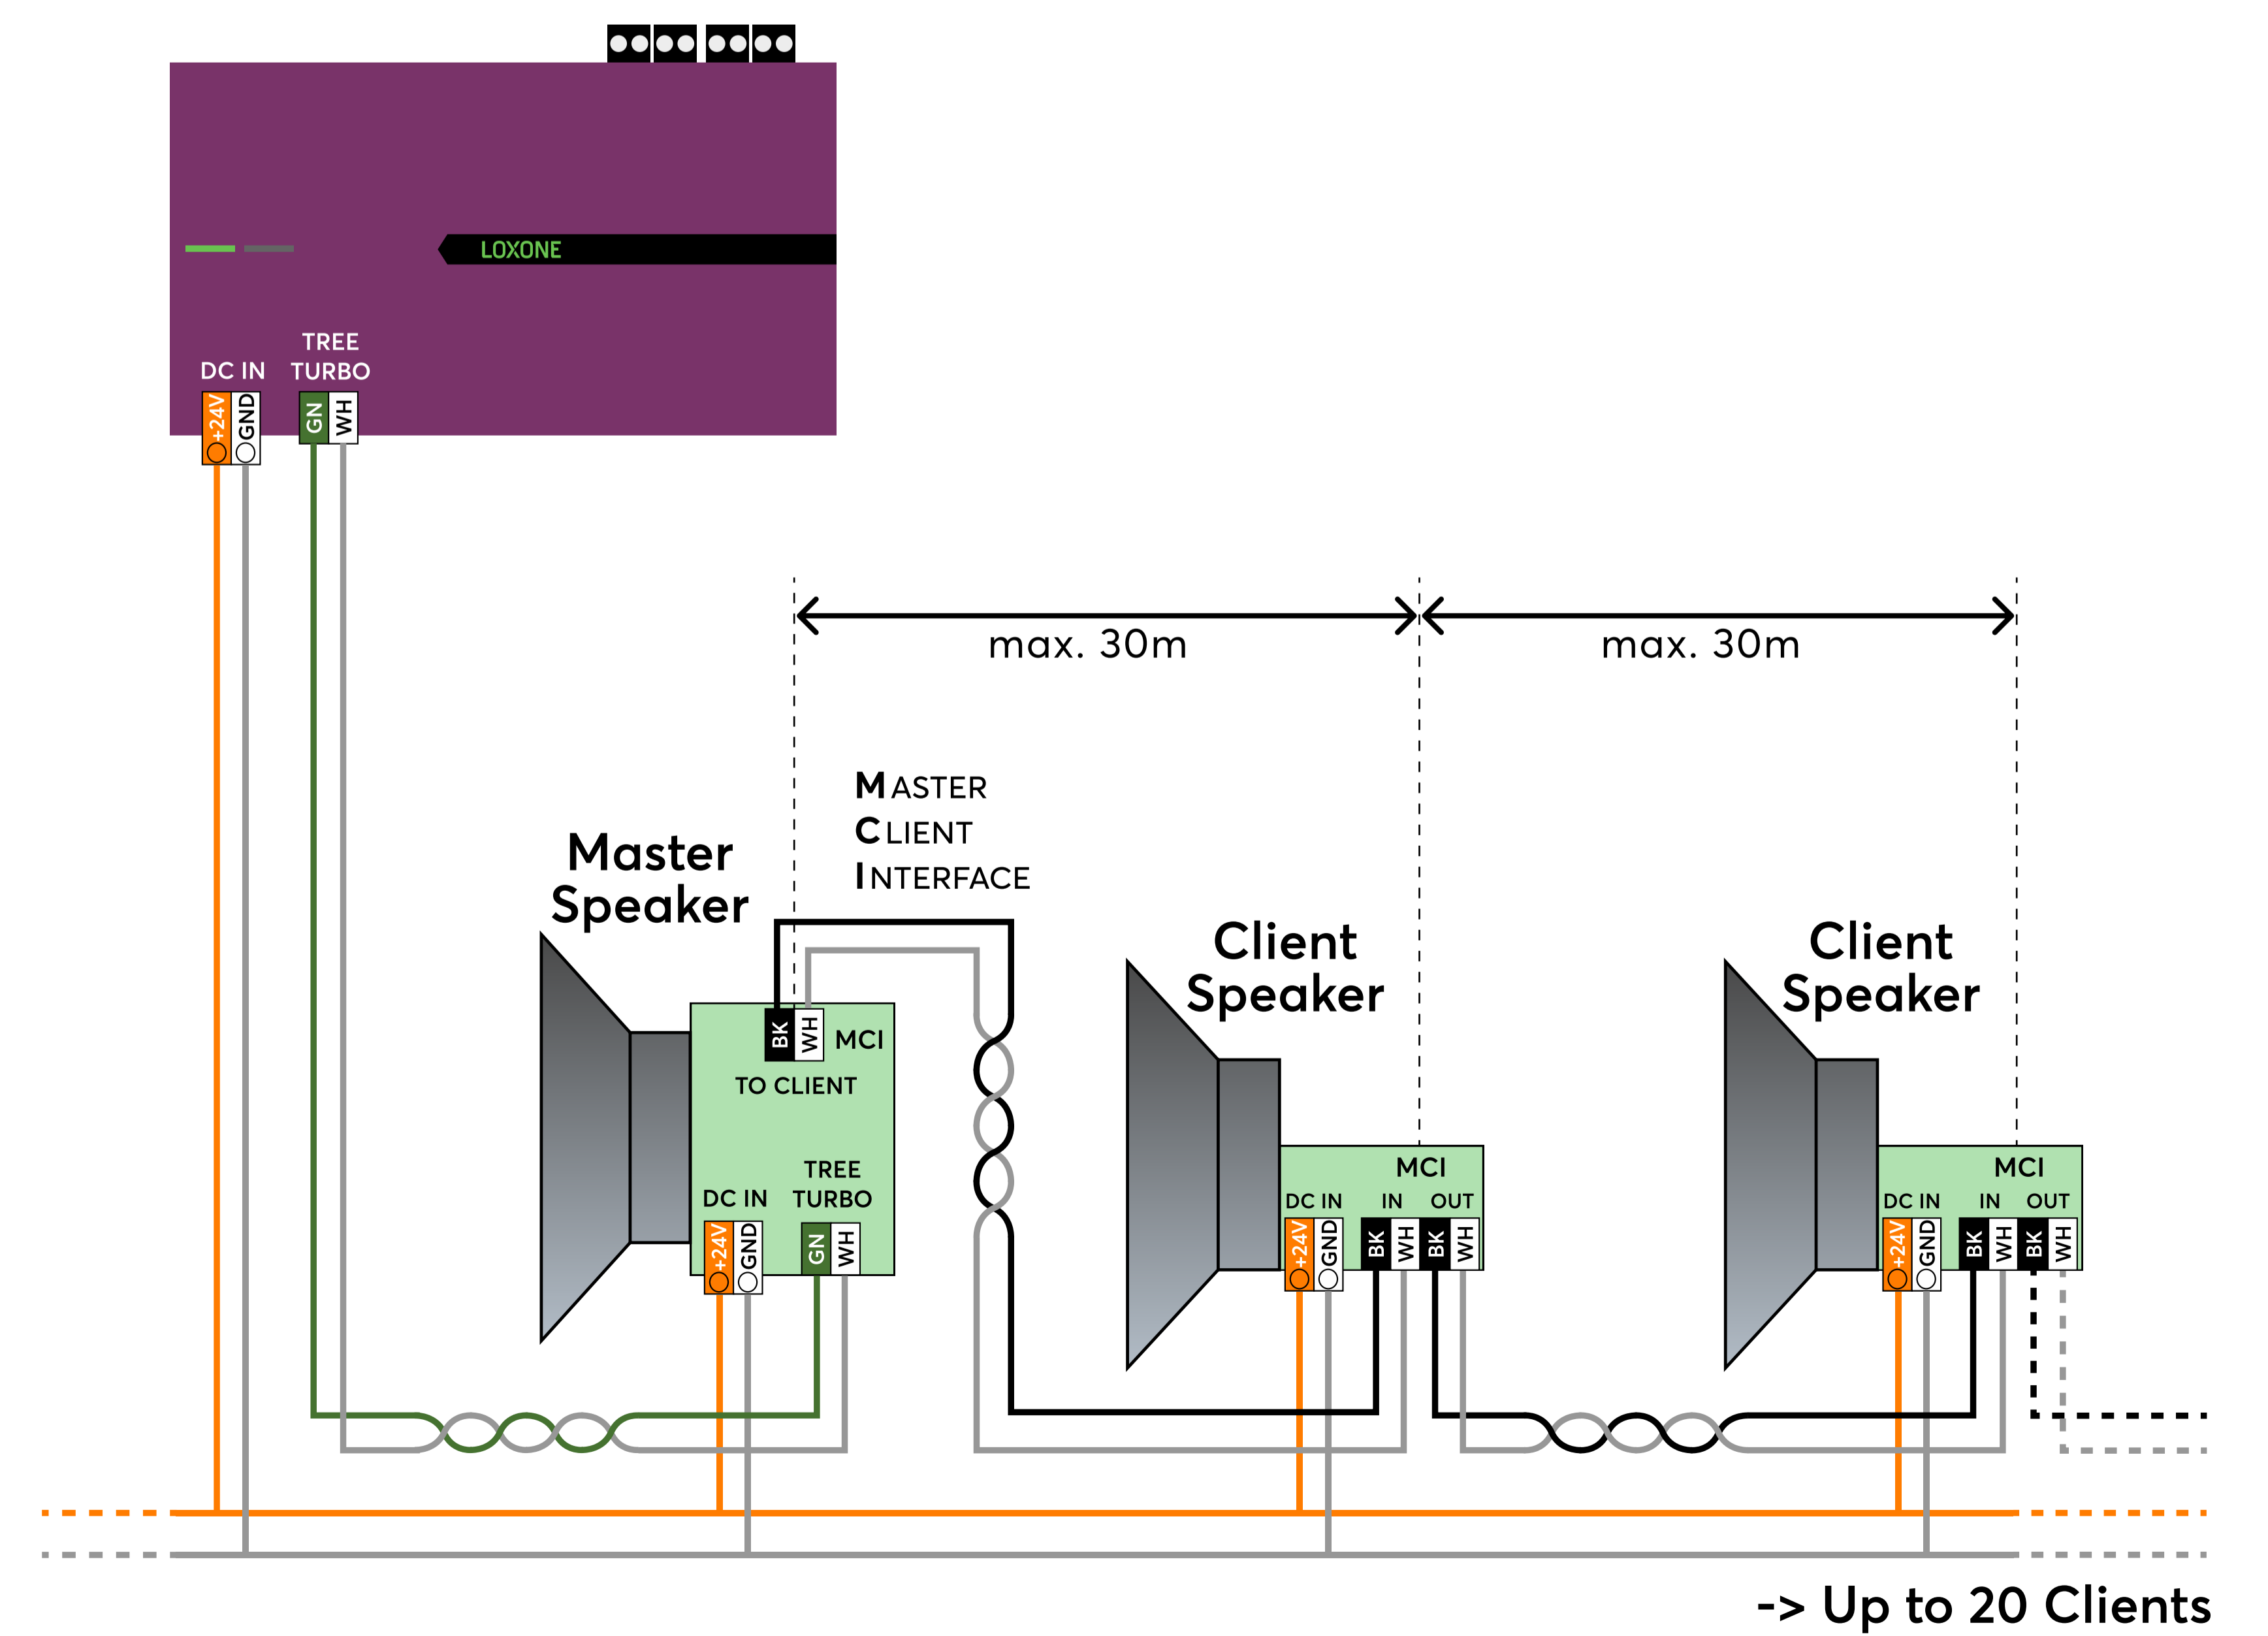 LOXONE
TREE
DC IN TURBO
+24V GND GN WH
max. 30m max. 30m
MASTER
CLIENT
INTERFACE
Master
Speaker
Client
Speaker
Client
Speaker
BK WH MCI
TO CLIENT
TREE
DC IN TURBO
+24V GND GN WH
MCI
DC IN IN OUT
+24V GND BK WH BK WH
MCI
DC IN IN OUT
+24V GND BK WH BK WH
-> Up to 20 Clients